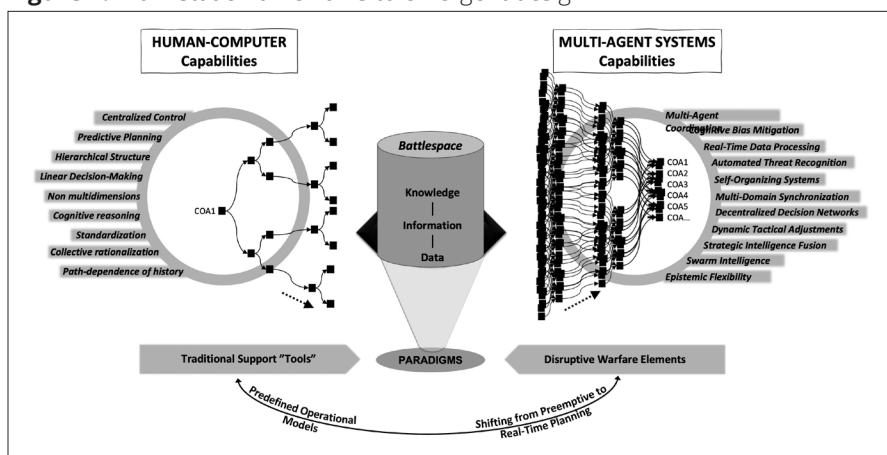 HUMAN-COMPUTER
Capabilities
MULTI-AGENT SYSTEMS
Capabilities
Centralized Control
Predictive Planning
Hierarchical Structure
Linear Decision-Making
Non multidimensions
Cognitive reasoning
Standardization
Collective rationalization
Path-dependence of history
COA1
Battlespace
Knowledge
Information
Data
COA1
COA2
COA3
COA4
COA5
COA...
Multi-Agent
Coordination
Cognitive Bias Mitigation
Real-Time Data Processing
Automated Threat Recognition
Self-Organizing Systems
Multi-Domain Synchronization
Decentralized Decision Networks
Dynamic Tactical Adjustments
Strategic Intelligence Fusion
Swarm Intelligence
Epistemic Flexibility
Traditional Support "Tools"
PARADIGMS
Disruptive Warfare Elements
Predefined Operational
Models
Shifting from Preemptive to
Real-Time Planning